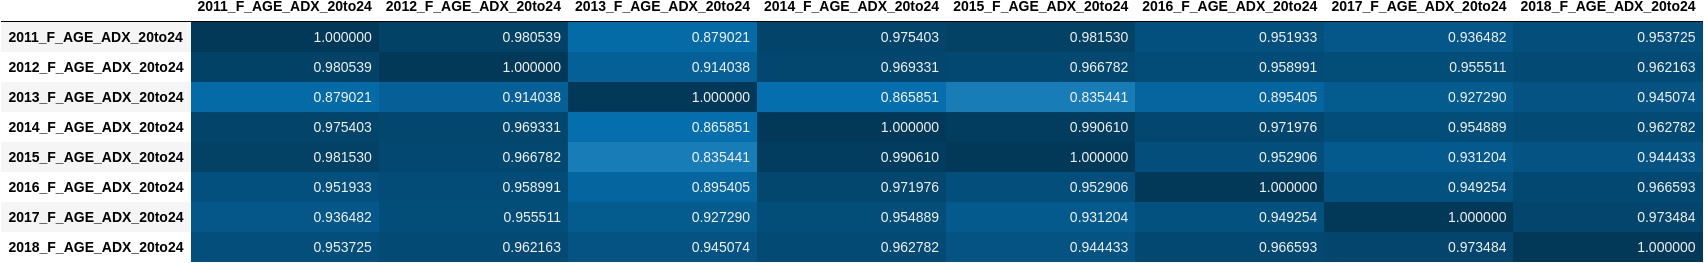 2011_F_AGE_ADX_20to24 2012_F_AGE_ADX_20to24 2013_F_AGE_ADX_20to24 2014_F_AGE_ADX_20to24 2015_F_AGE_ADX_20to24 2016_F_AGE_ADX_20to24 2017_F_AGE_ADX_20to24 2018_F_AGE_ADX_20to24
2011_F_AGE_ADX_20to24 1.000000 0.980539 0.879021 0.975403 0.981530 0.951933 0.936482 0.953725
2012_F_AGE_ADX_20to24 0.980539 1.000000 0.914038 0.969331 0.966782 0.958991 0.955511 0.962163
2013_F_AGE_ADX_20to24 0.879021 0.914038 1.000000 0.865851 0.835441 0.895405 0.927290 0.945074
2014_F_AGE_ADX_20to24 0.975403 0.969331 0.865851 1.000000 0.990610 0.971976 0.954889 0.962782
2015_F_AGE_ADX_20to24 0.981530 0.966782 0.835441 0.990610 1.000000 0.952906 0.931204 0.944433
2016_F_AGE_ADX_20to24 0.951933 0.958991 0.895405 0.971976 0.952906 1.000000 0.949254 0.966593
2017_F_AGE_ADX_20to24 0.936482 0.955511 0.927290 0.954889 0.931204 0.949254 1.000000 0.973484
2018_F_AGE_ADX_20to24 0.953725 0.962163 0.945074 0.962782 0.944433 0.966593 0.973484 1.000000